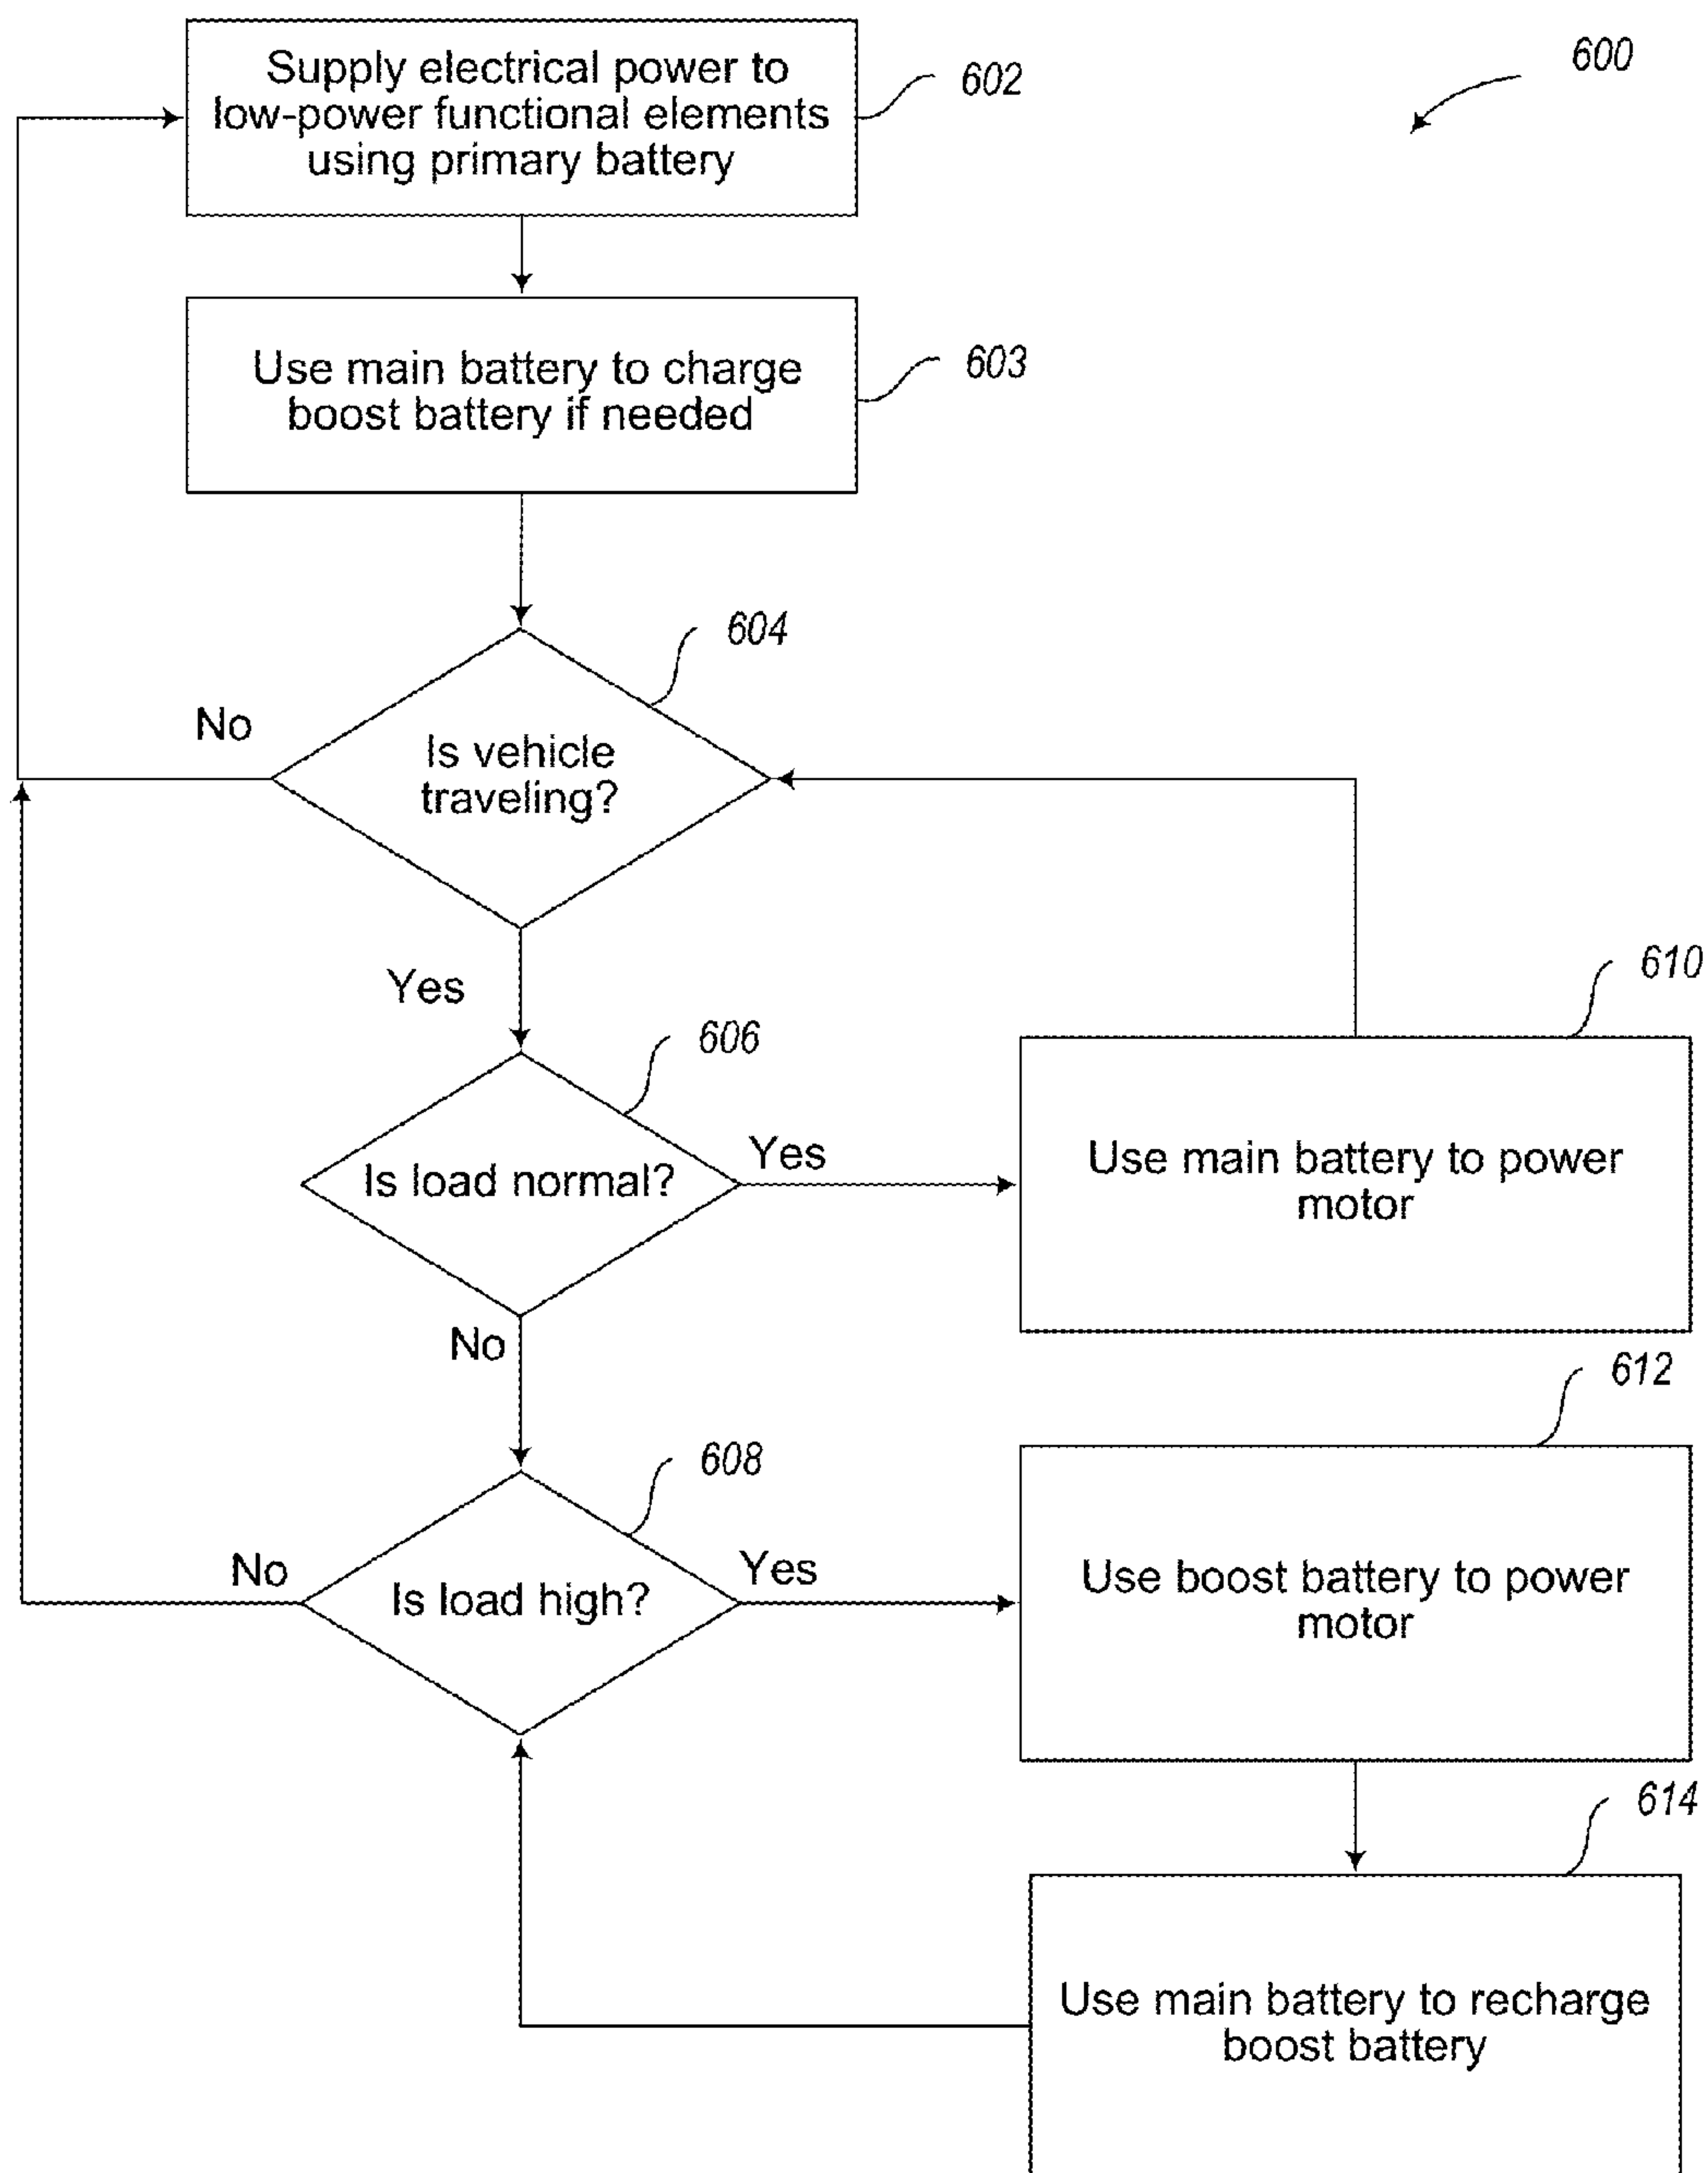 600
Supply electrical power to
low-power functional elements
using primary battery
602
Use main battery to charge
boost battery if needed
603
604
Is vehicle
traveling?
No
Yes
606
Is load normal?
Yes
No
610
Use main battery to power
motor
608
Is load high?
No
Yes
612
Use boost battery to power
motor
614
Use main battery to recharge
boost battery